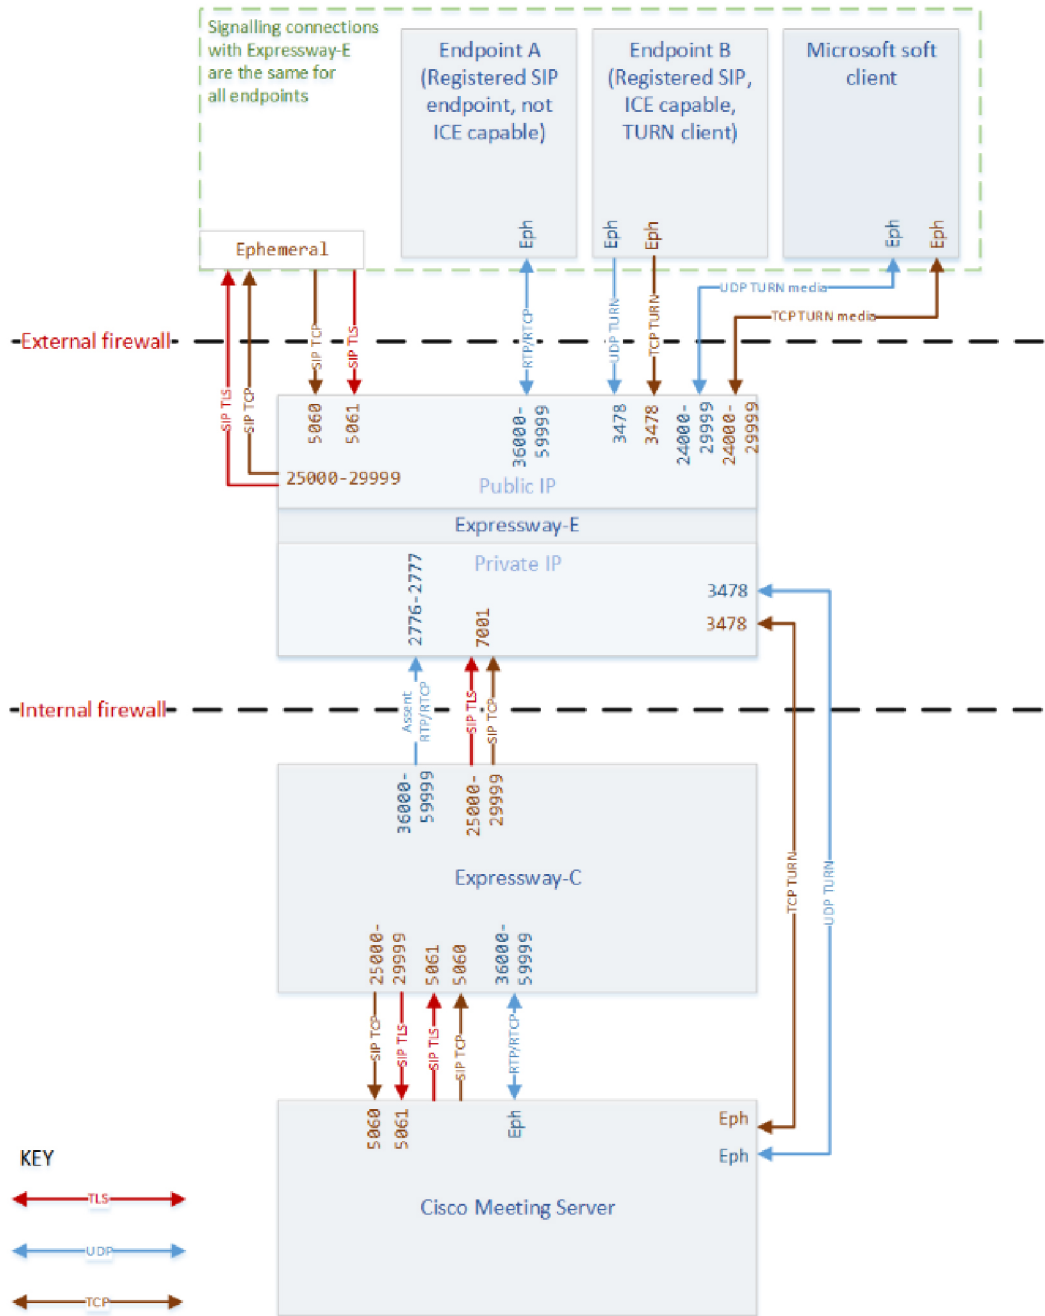 Signalling connections
with Expressway-E
are the same for
all endpoints
Endpoint A
(Registered SIP
endpoint, not
ICE capable)
Endpoint B
(Registered SIP,
ICE capable,
TURN client)
Microsoft soft
client
Ephemeral
Eph
Eph
Eph
Eph
Eph
UDP TURN media
TCP TURN media
External firewall
SIP TLS
SIP TCP
SIP TCP
SIP TLS
RTP/RTCP
UDP TURN
TCP TURN
5060
5061
36000-
59999
3478
3478
24000-
29999
24000-
29999
25000-29999
Public IP
Expressway-E
Private IP
2776-2777
7001
3478
3478
Internal firewall
Assent
RTP/RTCP
SIP TLS
SIP TCP
36000-
59999
25000-
29999
Expressway-C
TCP TURN
UDP TURN
25000-
29999
5061
5060
36000-
59999
SIP TCP
SIP TLS
SIP TLS
SIP TCP
RTP/RTCP
5060
5061
Eph
Eph
Eph
Cisco Meeting Server
KEY
TLS
UDP
TCP